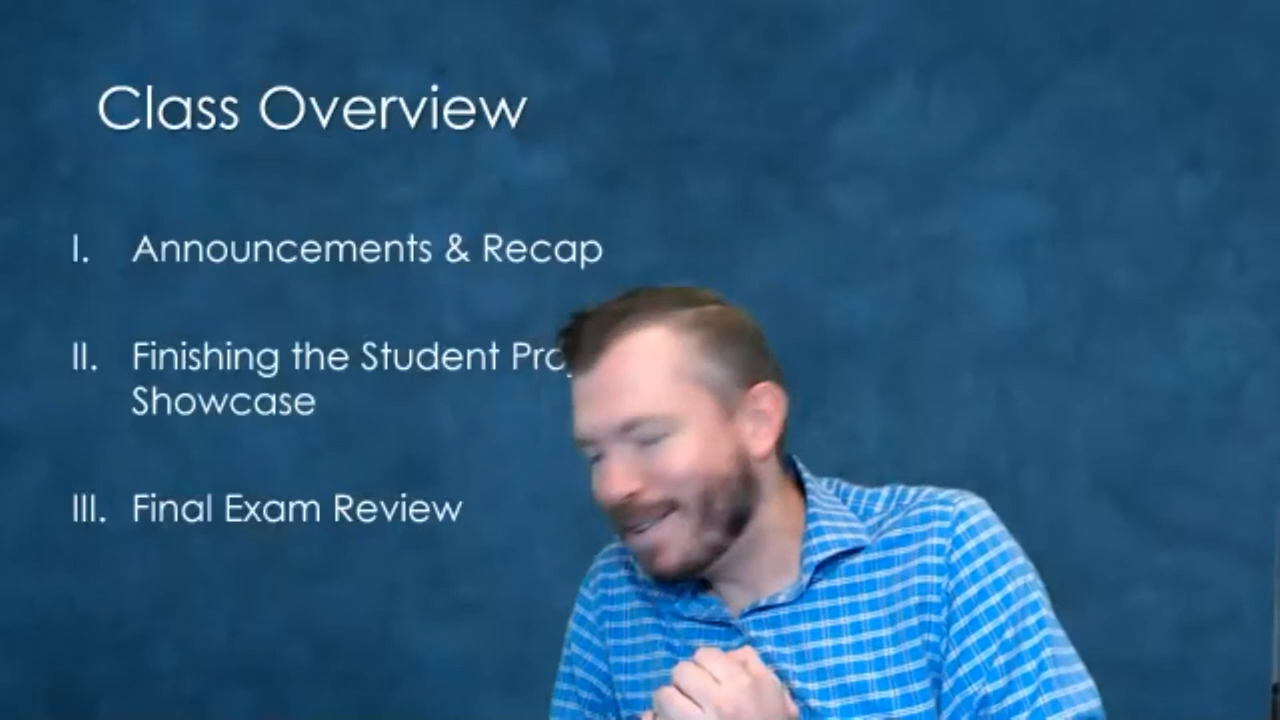 Class Overview
I. Announcements & Recap
II. Finishing the Student
Showcase
III. Final Exam Review